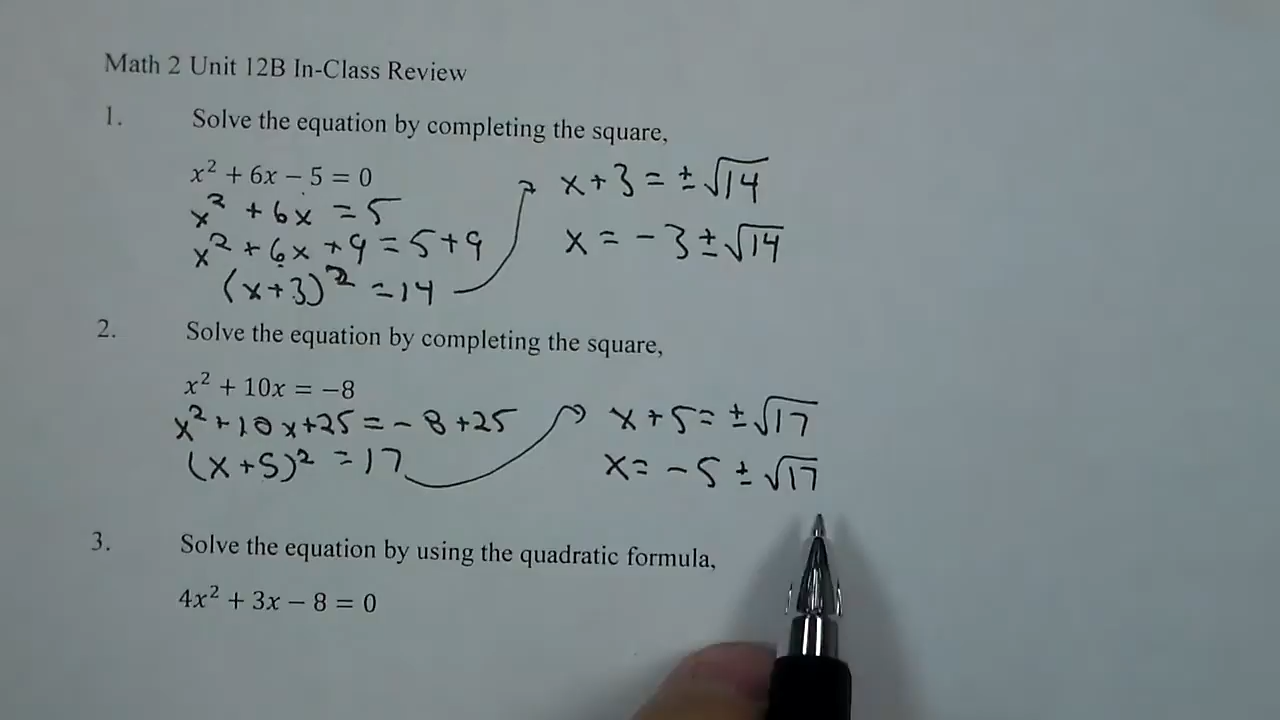 Math 2 Unit 12B In-Class Review
1. Solve the equation by completing the square,
x² + 6x − 5 = 0
x² + 6x = 5
x² + 6x + 9 = 5 + 9
(x+3)² = 14
x + 3 = ±√14
x = −3 ± √14
2. Solve the equation by completing the square,
x² + 10x = −8
x² + 10x + 25 = −8 + 25
(x+5)² = 17
x + 5 = ±√17
x = −5 ± √17
3. Solve the equation by using the quadratic formula,
4x² + 3x − 8 = 0